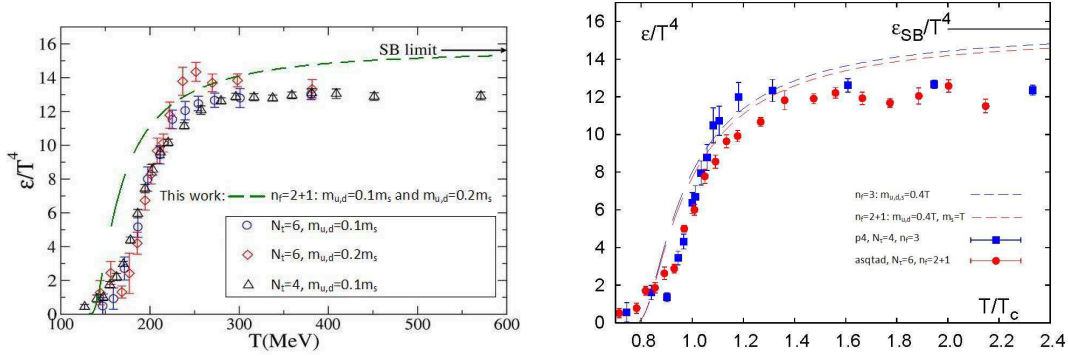 16
14
12
10
8
6
4
2
0
ε/T⁴
SB limit
This work:
n_f=2+1: m_u,d=0.1m_s and m_u,d=0.2m_s
N_t=6, m_u,d=0.1m_s
N_t=6, m_u,d=0.2m_s
N_t=4, m_u,d=0.1m_s
100 200 300 400 500 600
T(MeV)
16
14
12
10
8
6
4
2
0
ε/T⁴
ε_SB/T⁴
n_f=3: m_u,d,s=0.4T
n_f=2+1: m_u,d=0.4T, m_s=T
p4, N_t=4, n_f=3
asqtad, N_t=6, n_f=2+1
T/T_c
0.8 1.0 1.2 1.4 1.6 1.8 2.0 2.2 2.4